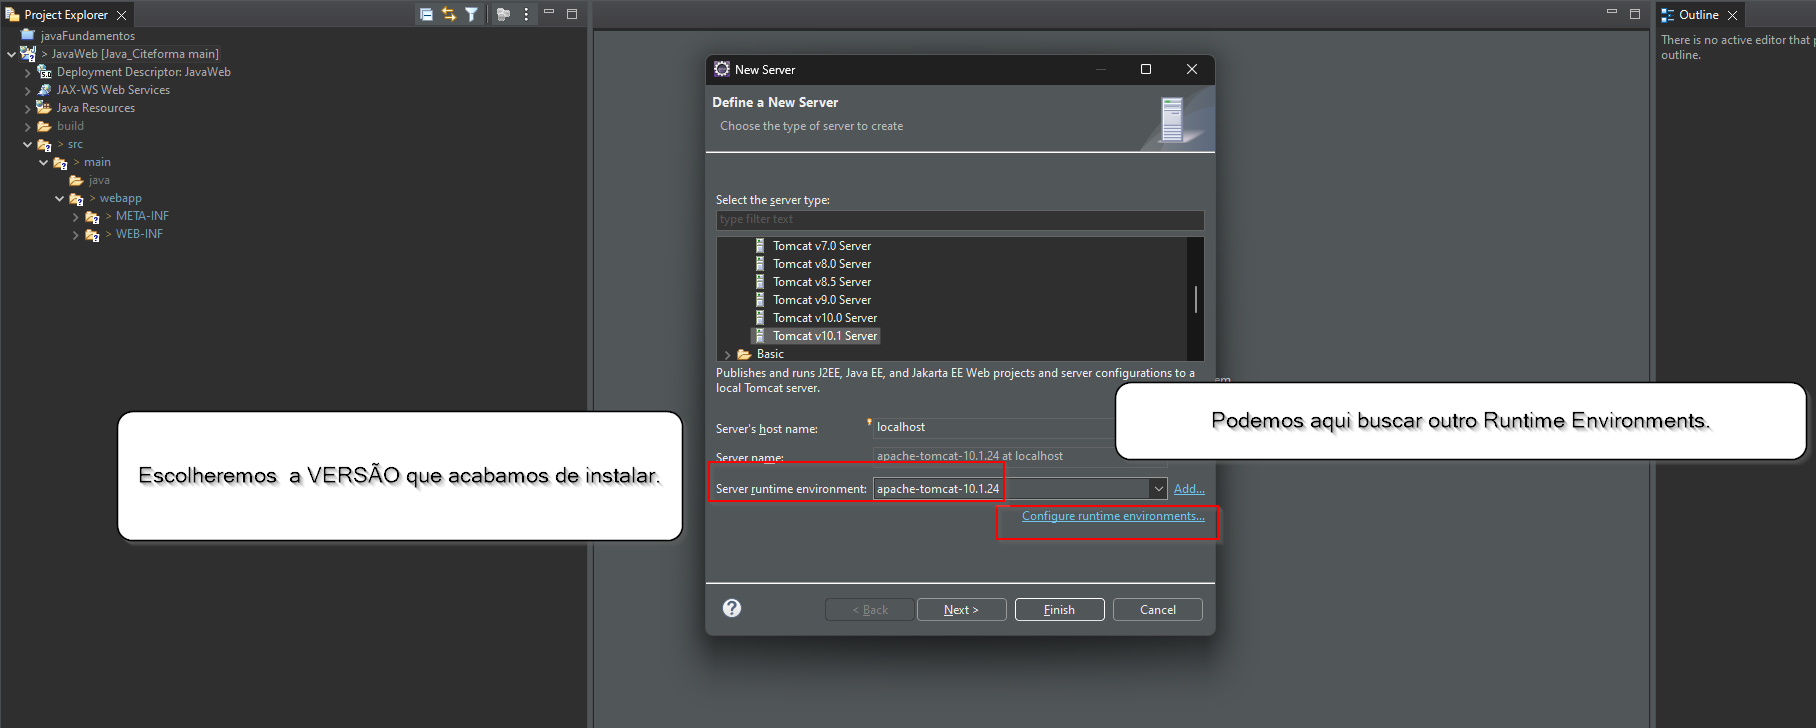 Project Explorer
javaFundamentos
> JavaWeb [Java_Citeforma main]
Deployment Descriptor: JavaWeb
JAX-WS Web Services
Java Resources
build
> src
> main
java
> webapp
> META-INF
> WEB-INF
New Server
Define a New Server
Choose the type of server to create
Select the server type:
type filter text
Tomcat v7.0 Server
Tomcat v8.0 Server
Tomcat v8.5 Server
Tomcat v9.0 Server
Tomcat v10.0 Server
Tomcat v10.1 Server
Basic
Publishes and runs J2EE, Java EE, and Jakarta EE Web projects and server configurations to a
local Tomcat server.
Server's host name:
localhost
Server name:
apache-tomcat-10.1.24 at localhost
Server runtime environment:
apache-tomcat-10.1.24
Add...
Configure runtime environments...
< Back
Next >
Finish
Cancel
Escolheremos a VERSÃO que acabamos de instalar.
Podemos aqui buscar outro Runtime Environments.
Outline
There is no active editor that
outline.